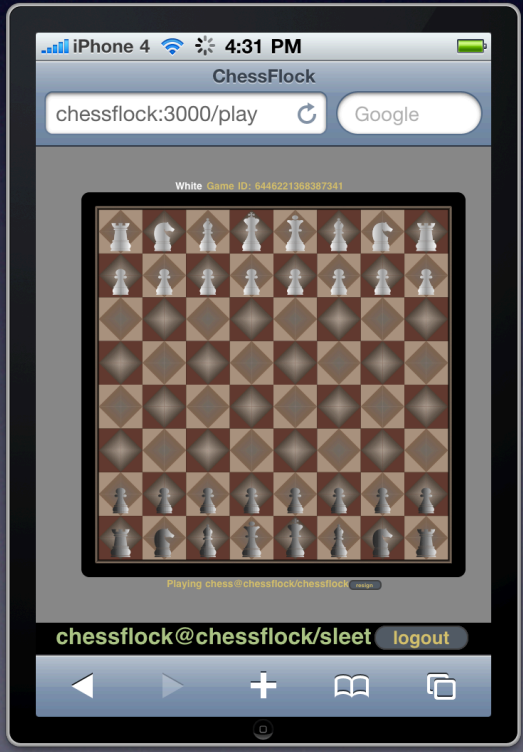 iPhone 4 4:31 PM
ChessFlock
chessflock:3000/play Google
White Game ID: 6446221368387341
Playing chess@chessflock/chessflock resign
chessflock@chessflock/sleet logout